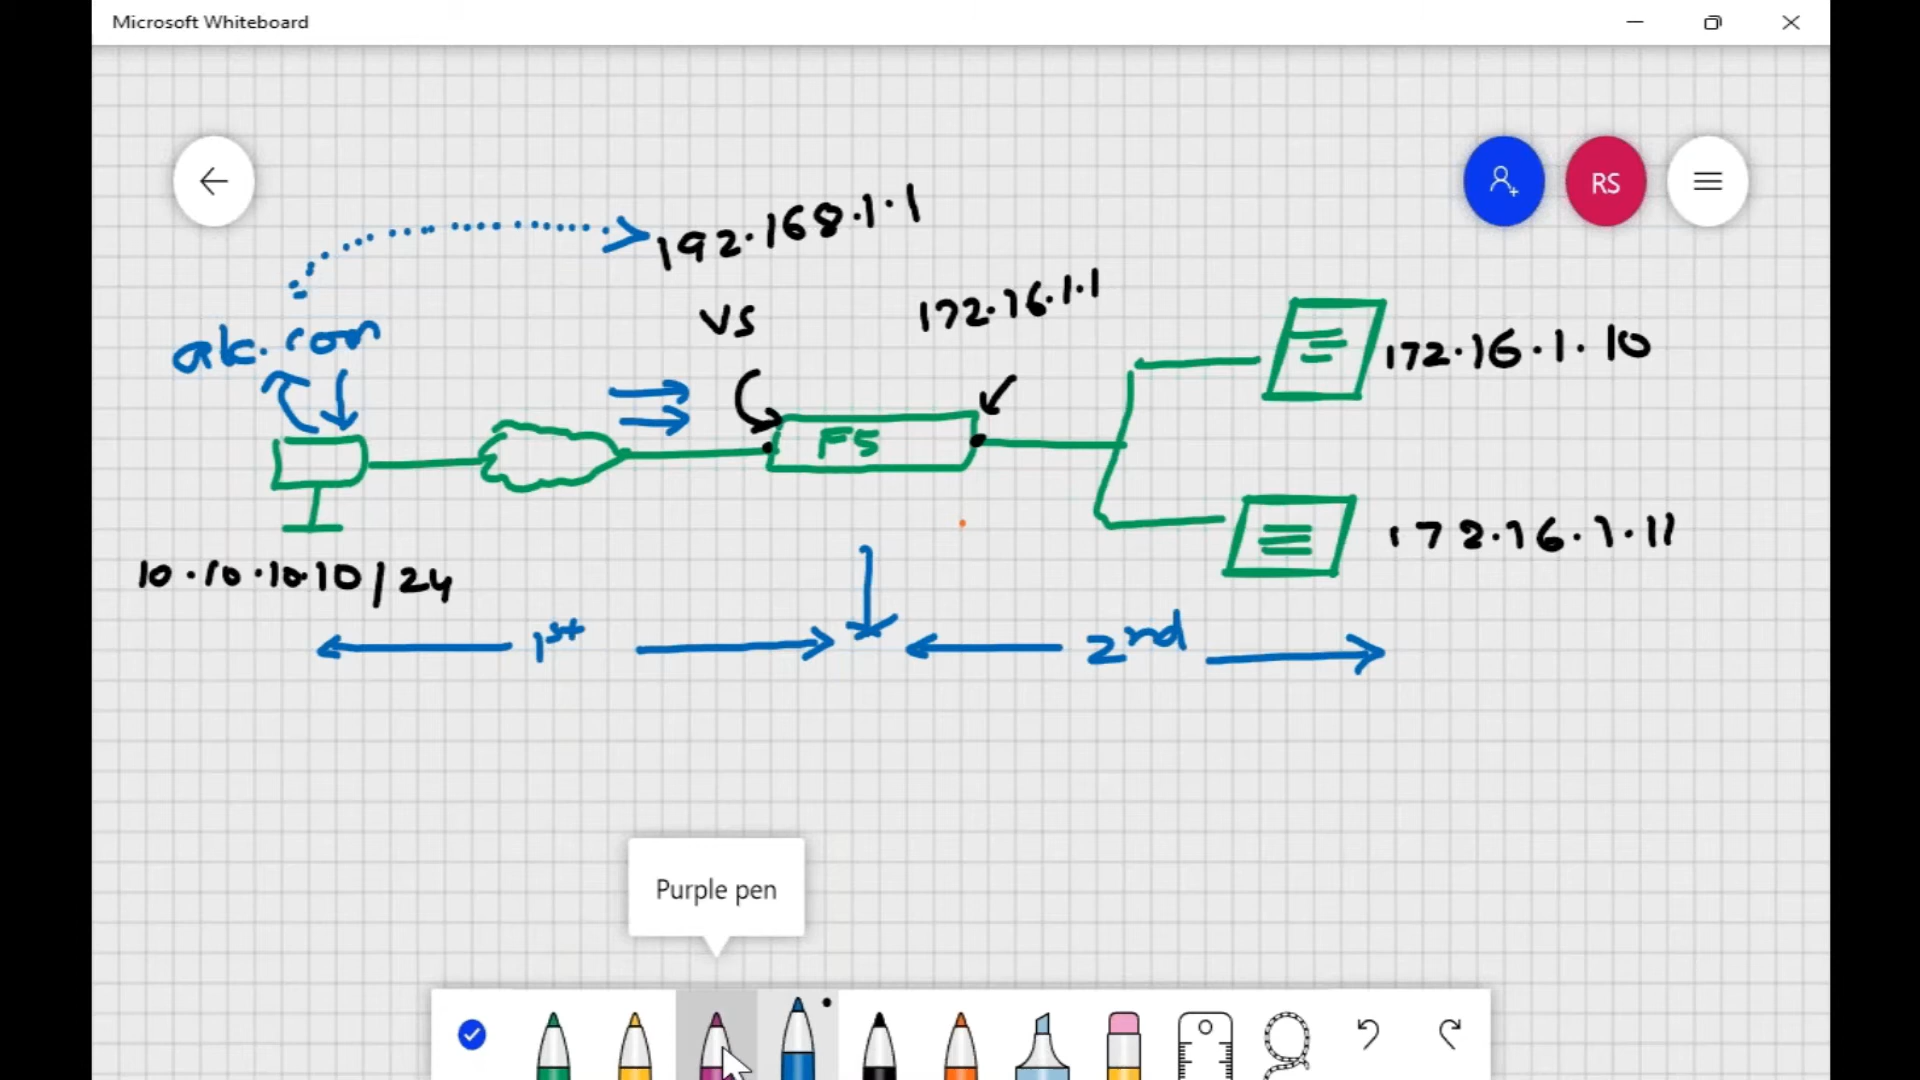 Microsoft Whiteboard
RS
192.168.1.1
172.16.1.1
VS
ak.com
172.16.1.10
F5
172.16.1.11
10.10.10.10/24
1st
2nd
Purple pen